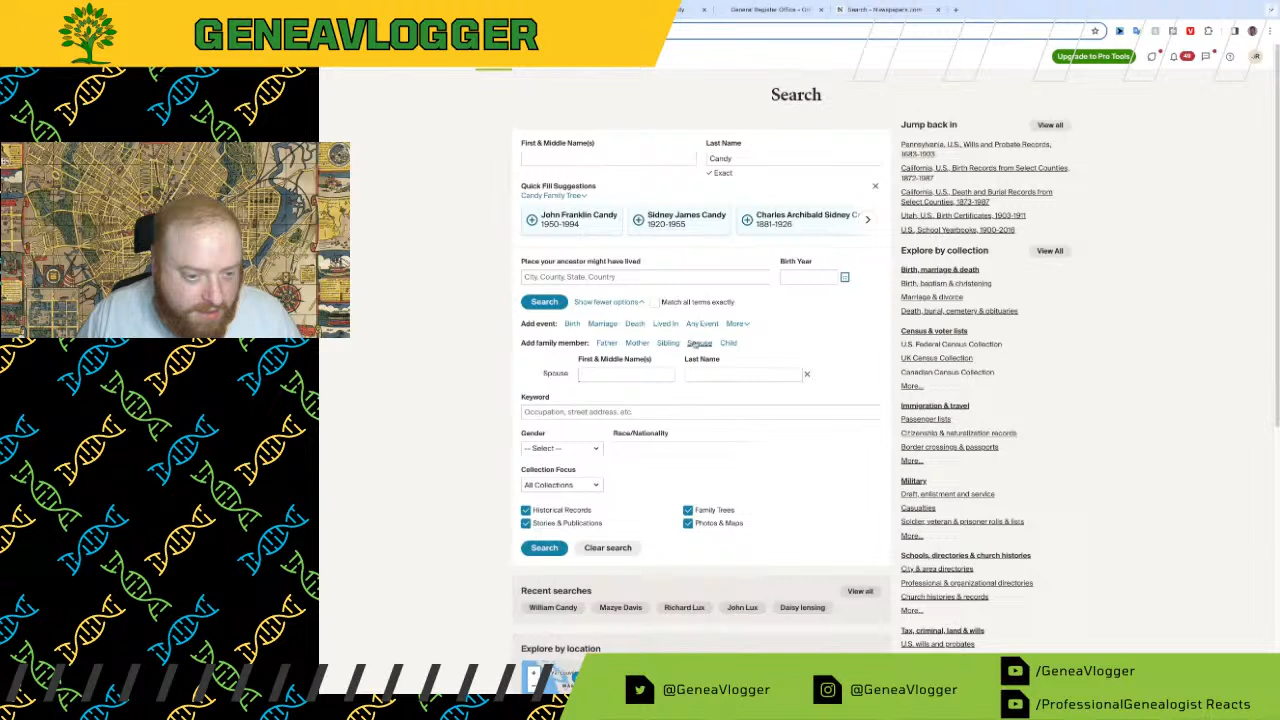 GENEAVLOGGER
General Register Office - On
Search - Newspapers.com
Upgrade to Pro Tools
Search
First & Middle Name(s)
Last Name
Candy
Exact
Quick Fill Suggestions
Candy Family Tree
John Franklin Candy
1950-1994
Sidney James Candy
1920-1955
Charles Archibald Sidney C
1881-1926
Place your ancestor might have lived
Birth Year
City, County, State, Country
Search
Show fewer options
Match all terms exactly
Add event: Birth Marriage Death Lived In Any Event More
Add family member: Father Mother Sibling Spouse Child
First & Middle Name(s)
Last Name
Spouse
Keyword
Occupation, street address, etc.
Gender
Race/Nationality
-- Select --
Collection Focus
All Collections
Historical Records
Family Trees
Stories & Publications
Photos & Maps
Search
Clear search
Recent searches
View all
William Candy
Mazye Davis
Richard Lux
John Lux
Daisy Iensing
Explore by location
Jump back in
View all
Pennsylvania, U.S., Wills and Probate Records,
1683-1993
California, U.S., Birth Records from Select Counties,
1872-1987
California, U.S., Death and Burial Records from
Select Counties, 1873-1987
Utah, U.S., Birth Certificates, 1903-1911
U.S., School Yearbooks, 1900-2016
Explore by collection
View All
Birth, marriage & death
Birth, baptism & christening
Marriage & divorce
Death, burial, cemetery & obituaries
Census & voter lists
U.S. Federal Census Collection
UK Census Collection
Canadian Census Collection
More...
Immigration & travel
Passenger lists
Citizenship & naturalization records
Border crossings & passports
More...
Military
Draft, enlistment and service
Casualties
Soldier, veteran & prisoner rolls & lists
More...
Schools, directories & church histories
City & area directories
Professional & organizational directories
Church histories & records
More...
Tax, criminal, land & wills
U.S. wills and probates
@GeneaVlogger
@GeneaVlogger
/GeneaVlogger
/ProfessionalGenealogist Reacts